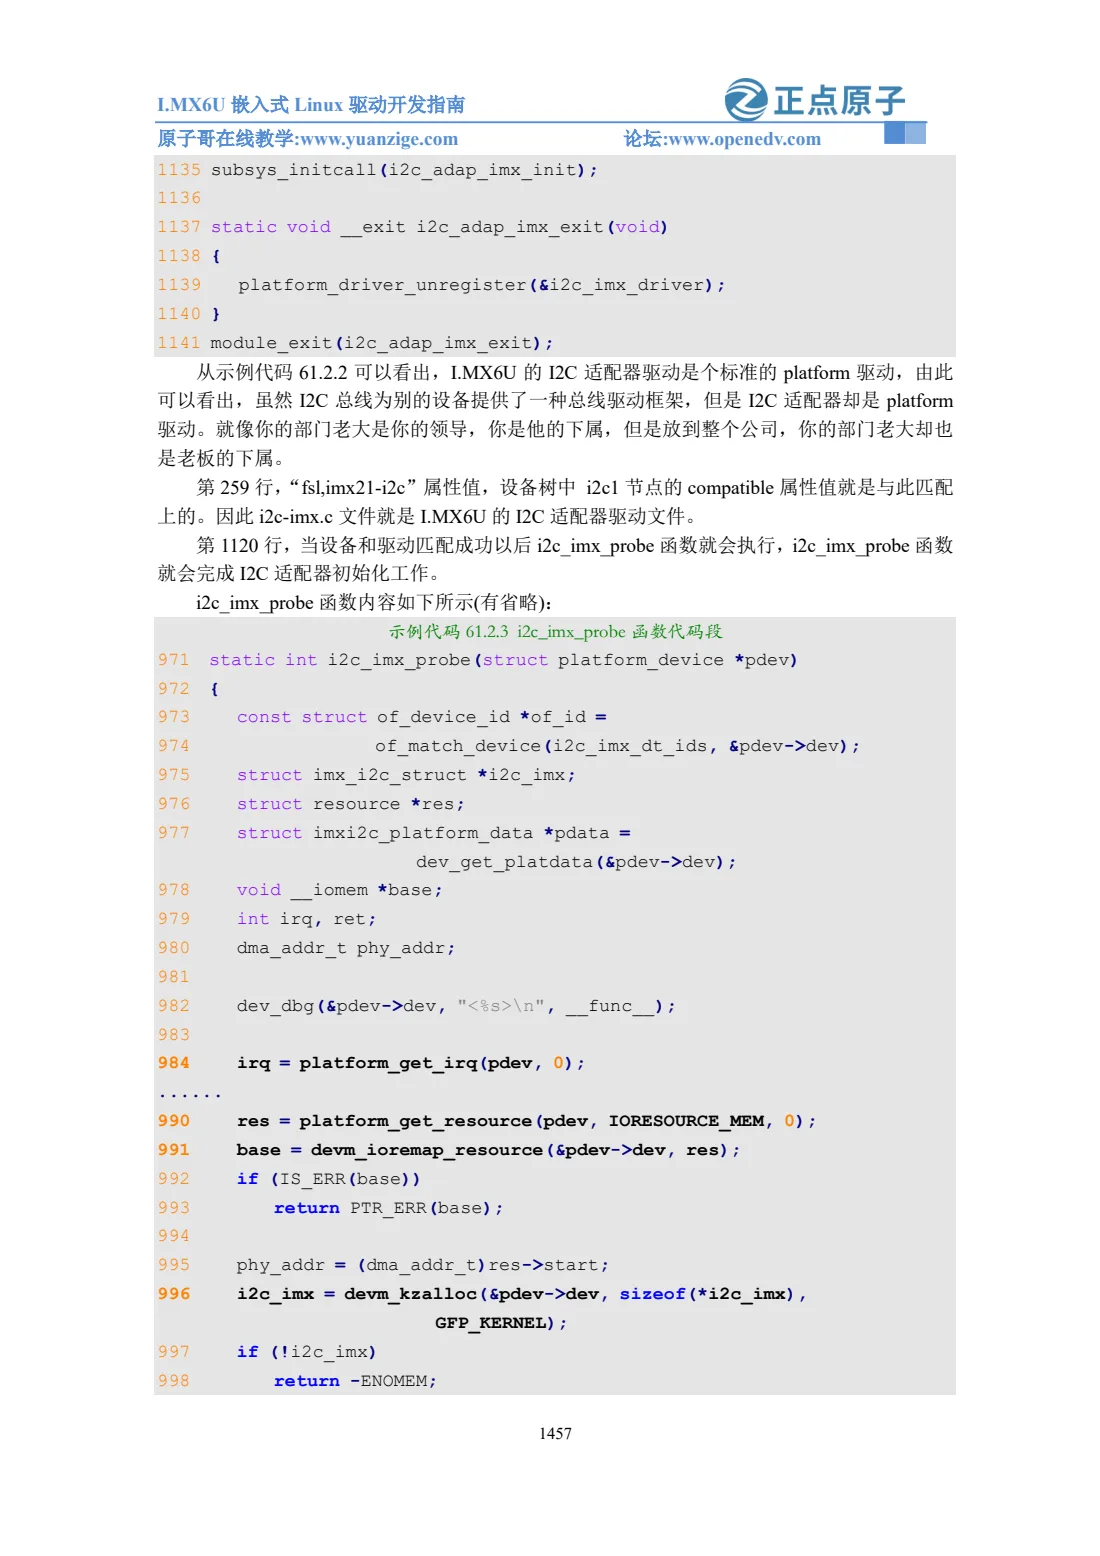 I.MX6U 嵌入式 Linux 驱动开发指南
正点原子
原子哥在线教学:www.yuanzige.com 论坛:www.openedv.com
1135 subsys_initcall(i2c_adap_imx_init);
1136
1137 static void __exit i2c_adap_imx_exit(void)
1138 {
1139 platform_driver_unregister(&i2c_imx_driver);
1140 }
1141 module_exit(i2c_adap_imx_exit);
从示例代码 61.2.2 可以看出，I.MX6U 的 I2C 适配器驱动是个标准的 platform 驱动，由此
可以看出，虽然 I2C 总线为别的设备提供了一种总线驱动框架，但是 I2C 适配器却是 platform
驱动。就像你的部门老大是你的领导，你是他的下属，但是放到整个公司，你的部门老大却也
是老板的下属。
第 259 行，“fsl,imx21-i2c”属性值，设备树中 i2c1 节点的 compatible 属性值就是与此匹配
上的。因此 i2c-imx.c 文件就是 I.MX6U 的 I2C 适配器驱动文件。
第 1120 行，当设备和驱动匹配成功以后 i2c_imx_probe 函数就会执行，i2c_imx_probe 函数
就会完成 I2C 适配器初始化工作。
i2c_imx_probe 函数内容如下所示(有省略)：
示例代码 61.2.3 i2c_imx_probe 函数代码段
971 static int i2c_imx_probe(struct platform_device *pdev)
972 {
973 const struct of_device_id *of_id =
974 of_match_device(i2c_imx_dt_ids, &pdev->dev);
975 struct imx_i2c_struct *i2c_imx;
976 struct resource *res;
977 struct imxi2c_platform_data *pdata =
dev_get_platdata(&pdev->dev);
978 void __iomem *base;
979 int irq, ret;
980 dma_addr_t phy_addr;
981
982 dev_dbg(&pdev->dev, "<%s>\n", __func__);
983
984 irq = platform_get_irq(pdev, 0);
......
990 res = platform_get_resource(pdev, IORESOURCE_MEM, 0);
991 base = devm_ioremap_resource(&pdev->dev, res);
992 if (IS_ERR(base))
993 return PTR_ERR(base);
994
995 phy_addr = (dma_addr_t)res->start;
996 i2c_imx = devm_kzalloc(&pdev->dev, sizeof(*i2c_imx),
GFP_KERNEL);
997 if (!i2c_imx)
998 return -ENOMEM;
1457